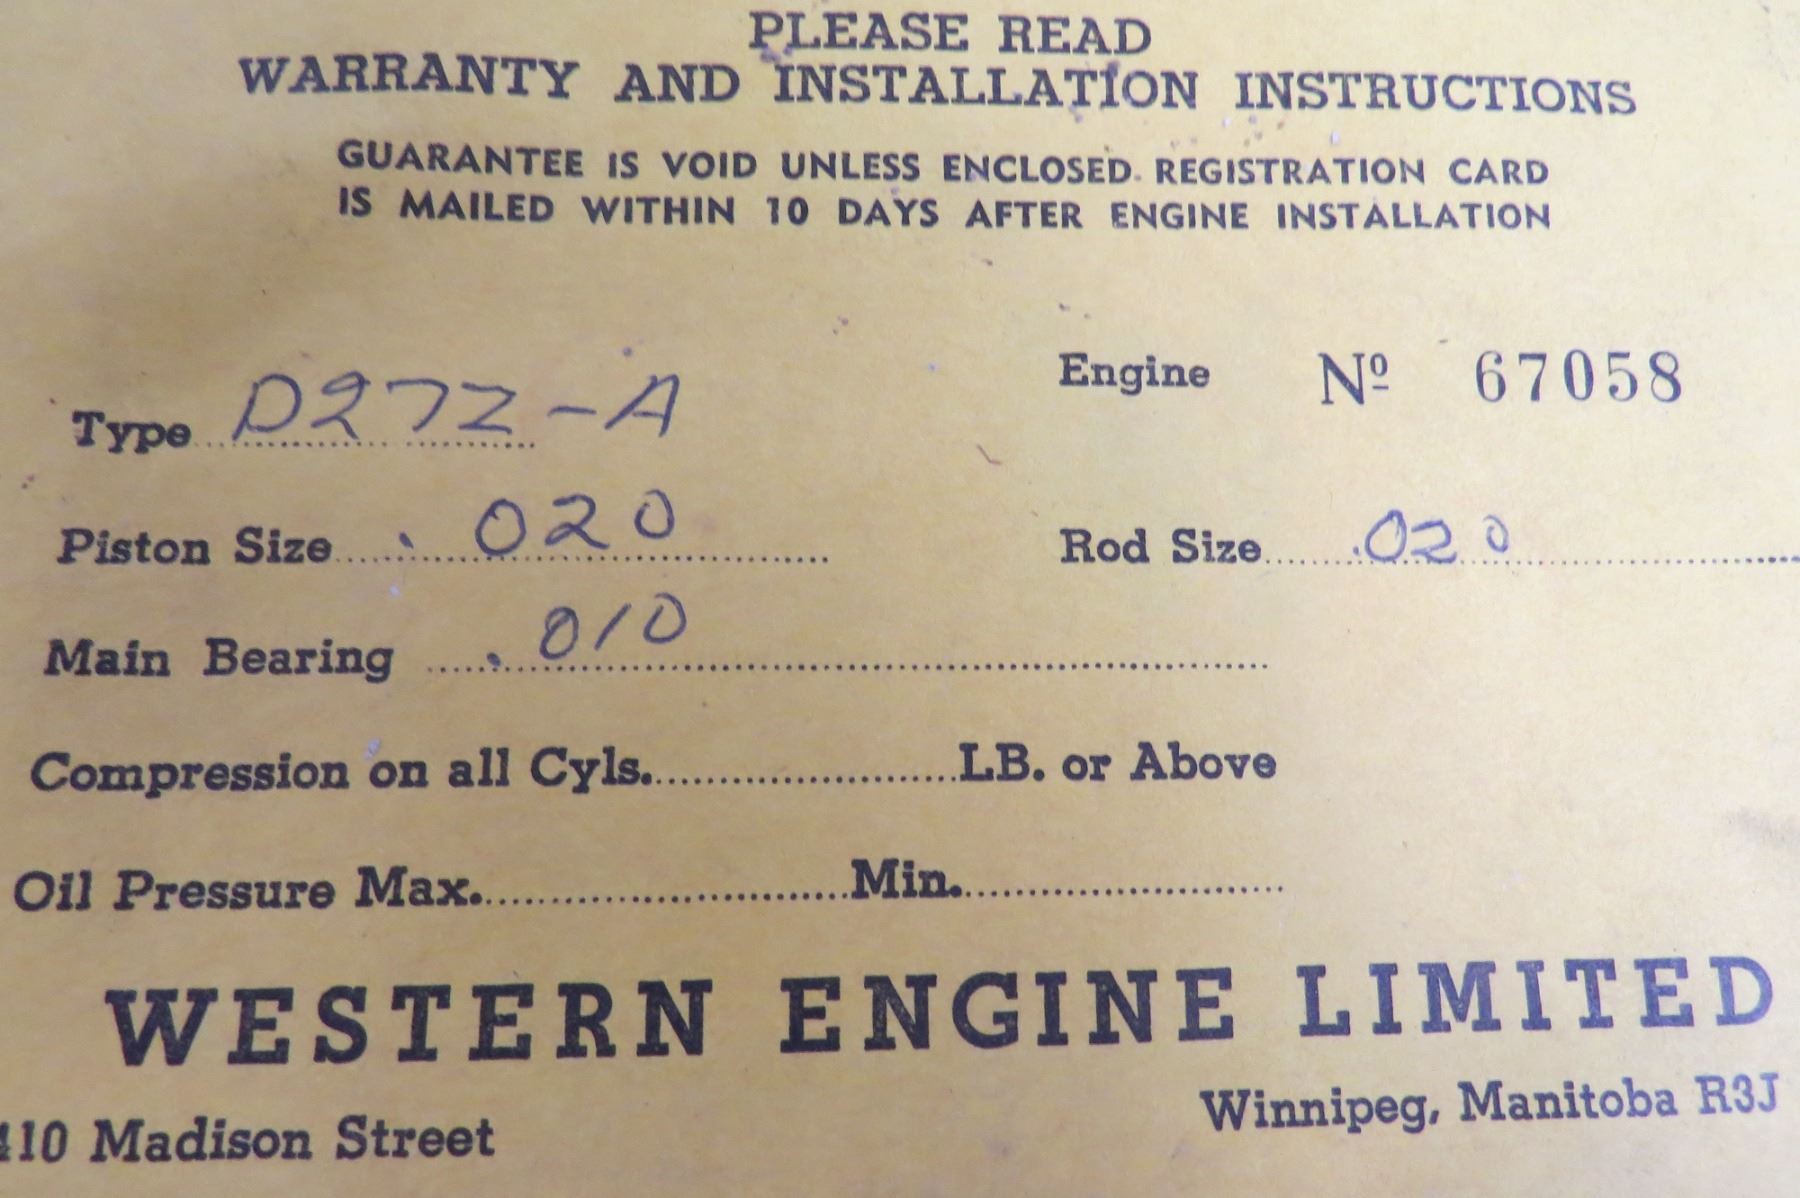 PLEASE READ
WARRANTY AND INSTALLATION INSTRUCTIONS
GUARANTEE IS VOID UNLESS ENCLOSED REGISTRATION CARD
IS MAILED WITHIN 10 DAYS AFTER ENGINE INSTALLATION
Type D272-A Engine Nº 67058
Piston Size .020 Rod Size .020
Main Bearing .010
Compression on all Cyls. LB. or Above
Oil Pressure Max. Min.
WESTERN ENGINE LIMITED
Winnipeg, Manitoba R3J
Madison Street